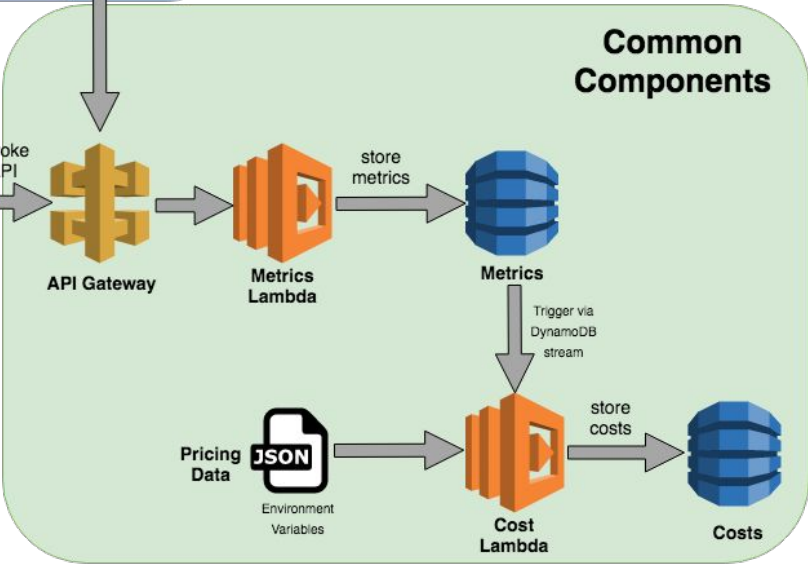 Common
Components
oke
PI
store
metrics
API Gateway
Metrics
Lambda
Metrics
Trigger via
DynamoDB
stream
store
costs
Pricing
Data
JSON
Environment
Variables
Cost
Lambda
Costs